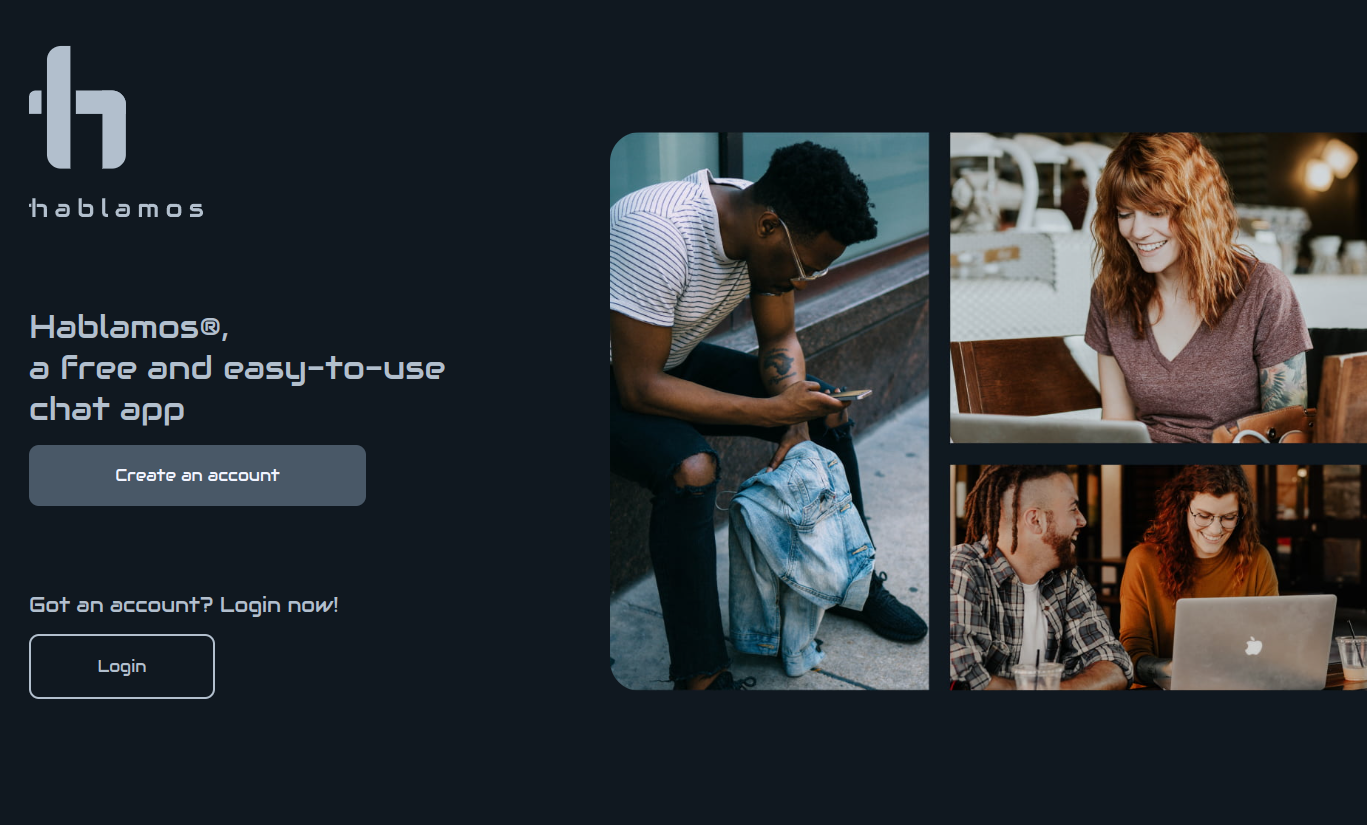 hablamos
Hablamos®,
a free and easy-to-use
chat app
Create an account
Got an account? Login now!
Login